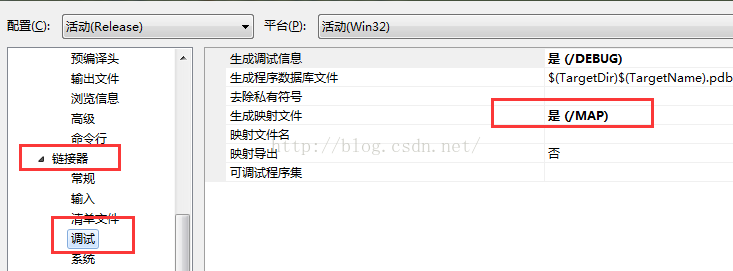 配置(C): 活动(Release) 平台(P): 活动(Win32)
预编译头
输出文件
浏览信息
高级
命令行
链接器
常规
输入
清单文件
调试
系统
生成调试信息 是 (/DEBUG)
生成程序数据库文件 $(TargetDir)$(TargetName).pdb
去除私有符号
生成映射文件 是 (/MAP)
映射文件名
映射导出 否
可调试程序集
http://blog.csdn.net/